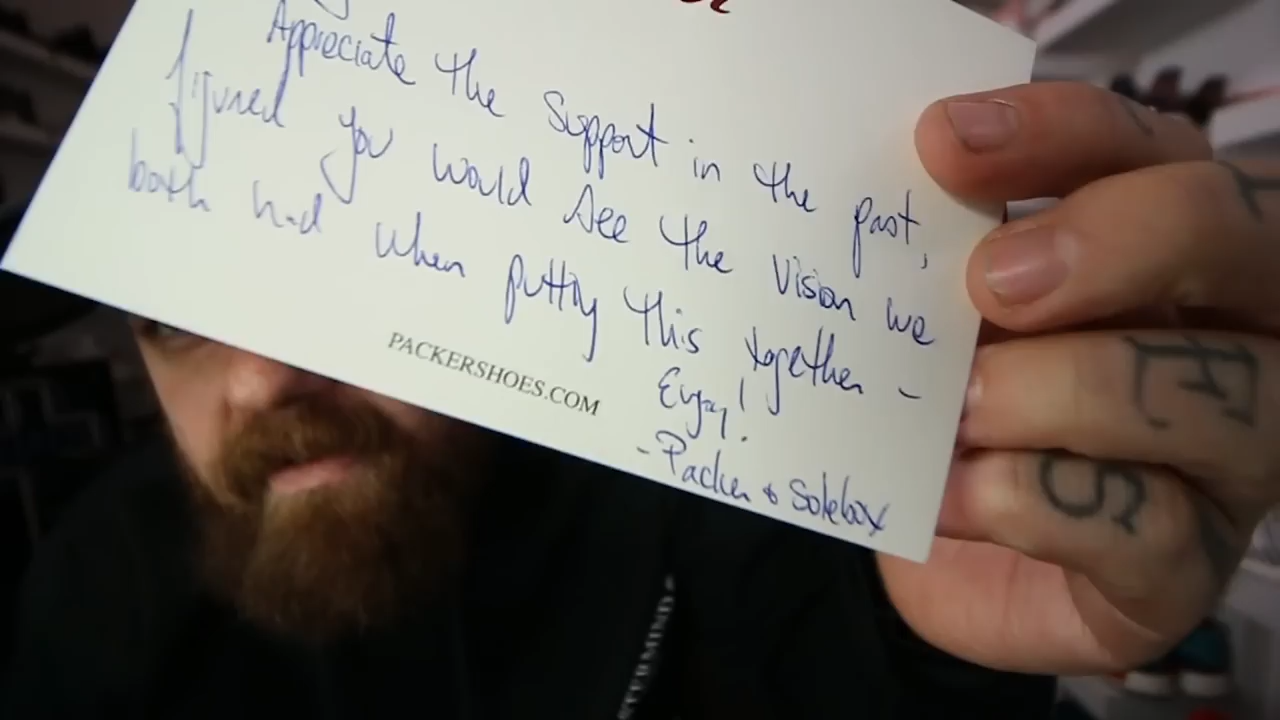 Appreciate the Support in the past,
figured you would see the vision we
both had when putting this together -
Enjoy!
- Packer & Solebox
PACKERSHOES.COM